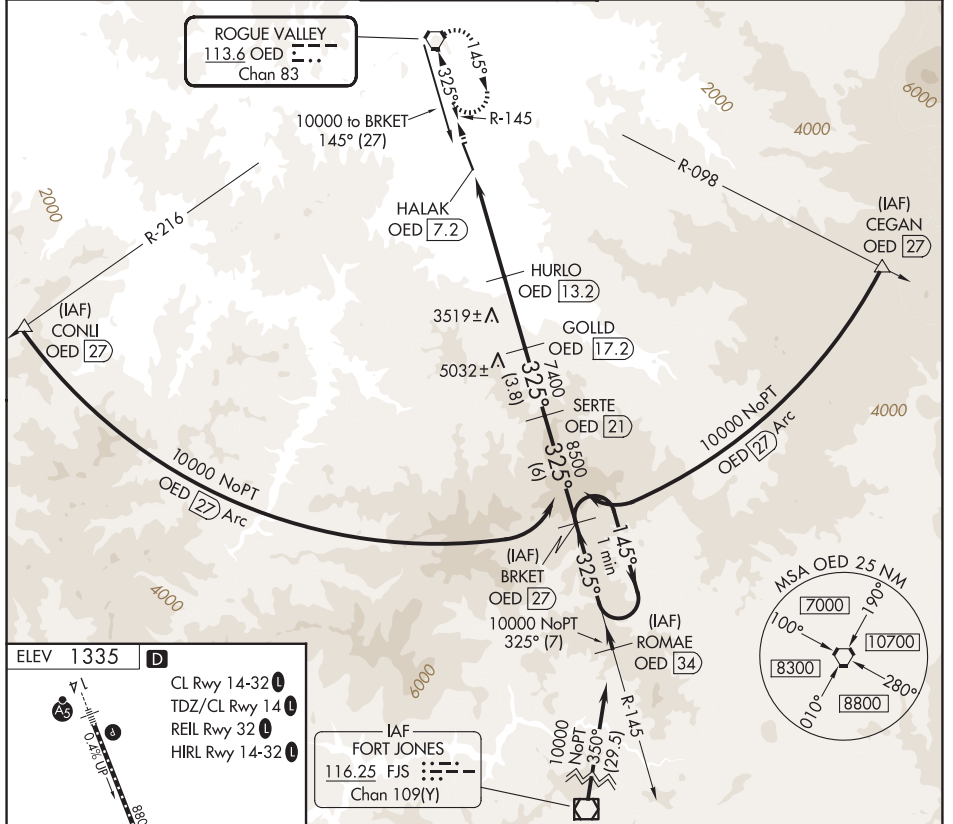 ROGUE VALLEY
113.6 OED
Chan 83
145°
325°
R-145
10000 to BRKET
145° (27)
2000
4000
6000
R-098
(IAF)
CEGAN
OED 27
2000
R-216
HALAK
OED 7.2
HURLO
OED 13.2
(IAF)
CONLI
OED 27
3519±
GOLLD
OED 17.2
5032±
7400
325°
(3.8)
SERTE
OED 21
4000
10000 NoPT
OED 27 Arc
10000 NoPT
OED 27 Arc
8500
325°
(6)
145°
1 min
325°
(IAF)
BRKET
OED 27
4000
10000 NoPT
325° (7)
(IAF)
ROMAE
OED 34
R-145
6000
MSA OED 25 NM
7000
190°
100°
10700
8300
280°
010°
8800
ELEV 1335 D
14
A5
P
0.4% UP
880
CL Rwy 14-32 L
TDZ/CL Rwy 14 L
REIL Rwy 32 L
HIRL Rwy 14-32 L
IAF
FORT JONES
116.25 FJS
Chan 109(Y)
10000
NoPT
350°
(29.5)